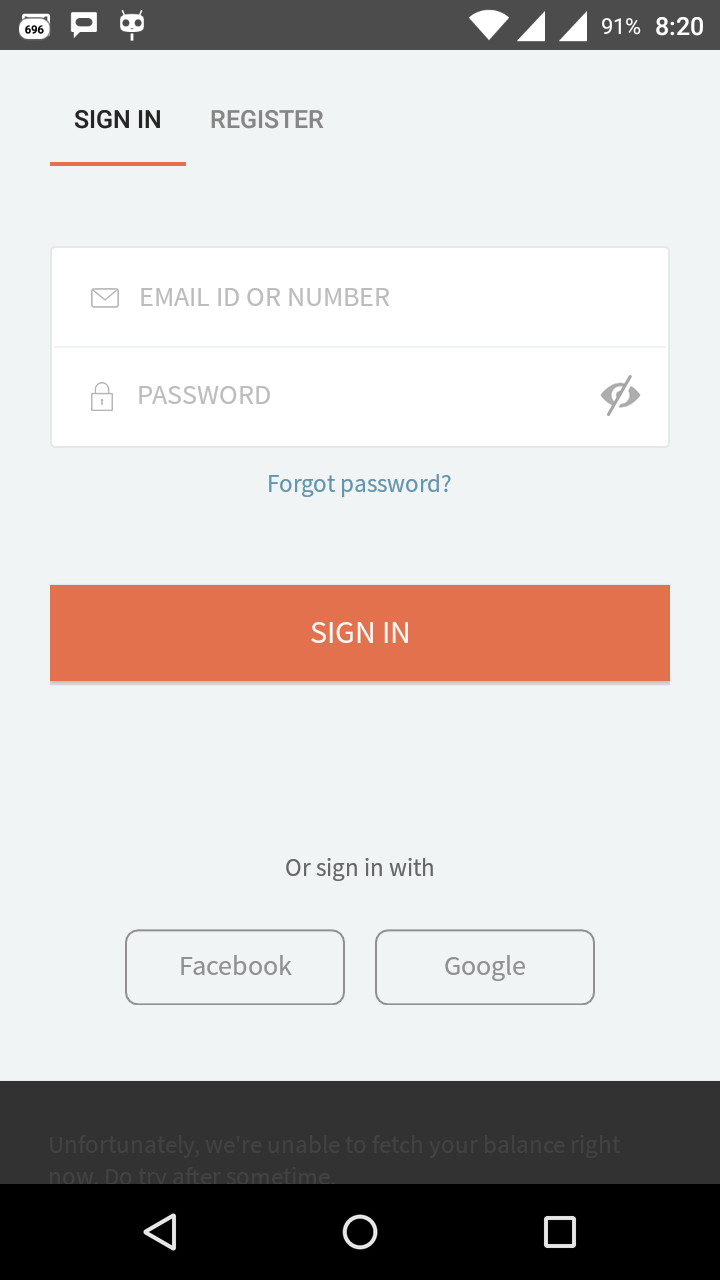 696
91% 8:20
SIGN IN REGISTER
EMAIL ID OR NUMBER
PASSWORD
Forgot password?
SIGN IN
Or sign in with
Facebook Google
Unfortunately, we're unable to fetch your balance right
now. Do try after sometime.